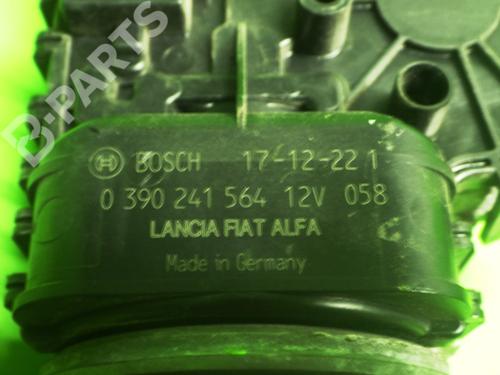 B-PARTS
BOSCH 17-12-22 1
0 390 241 564 12V 058
LANCIA FIAT ALFA
Made in Germany